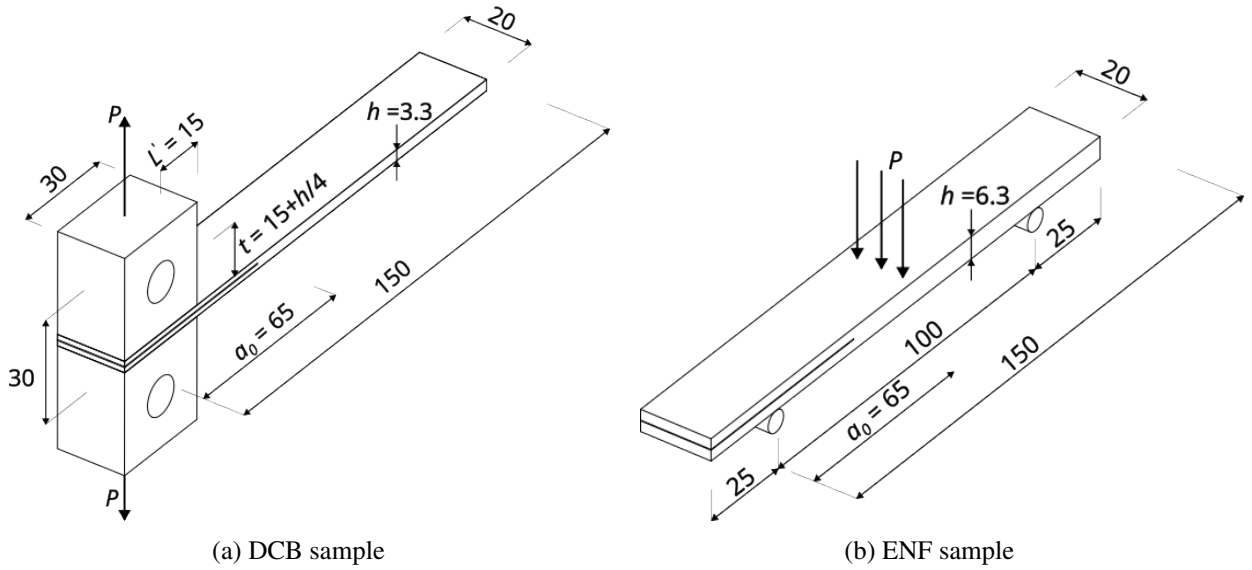 20
P
L' = 15
30
h =3.3
t = 15+h/4
150
a₀ = 65
30
P
(a) DCB sample
20
P
h =6.3
25
100
150
a₀ = 65
25
(b) ENF sample